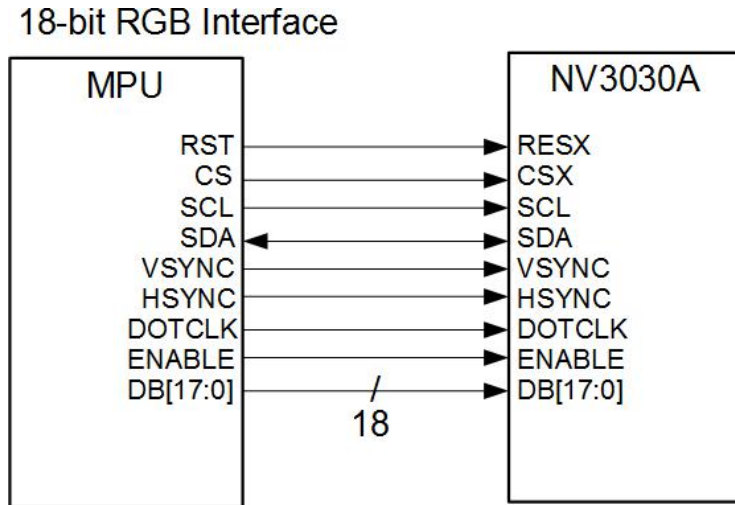 18-bit RGB Interface
MPU
NV3030A
RST
RESX
CS
CSX
SCL
SCL
SDA
SDA
VSYNC
VSYNC
HSYNC
HSYNC
DOTCLK
DOTCLK
ENABLE
ENABLE
DB[17:0]
DB[17:0]
18